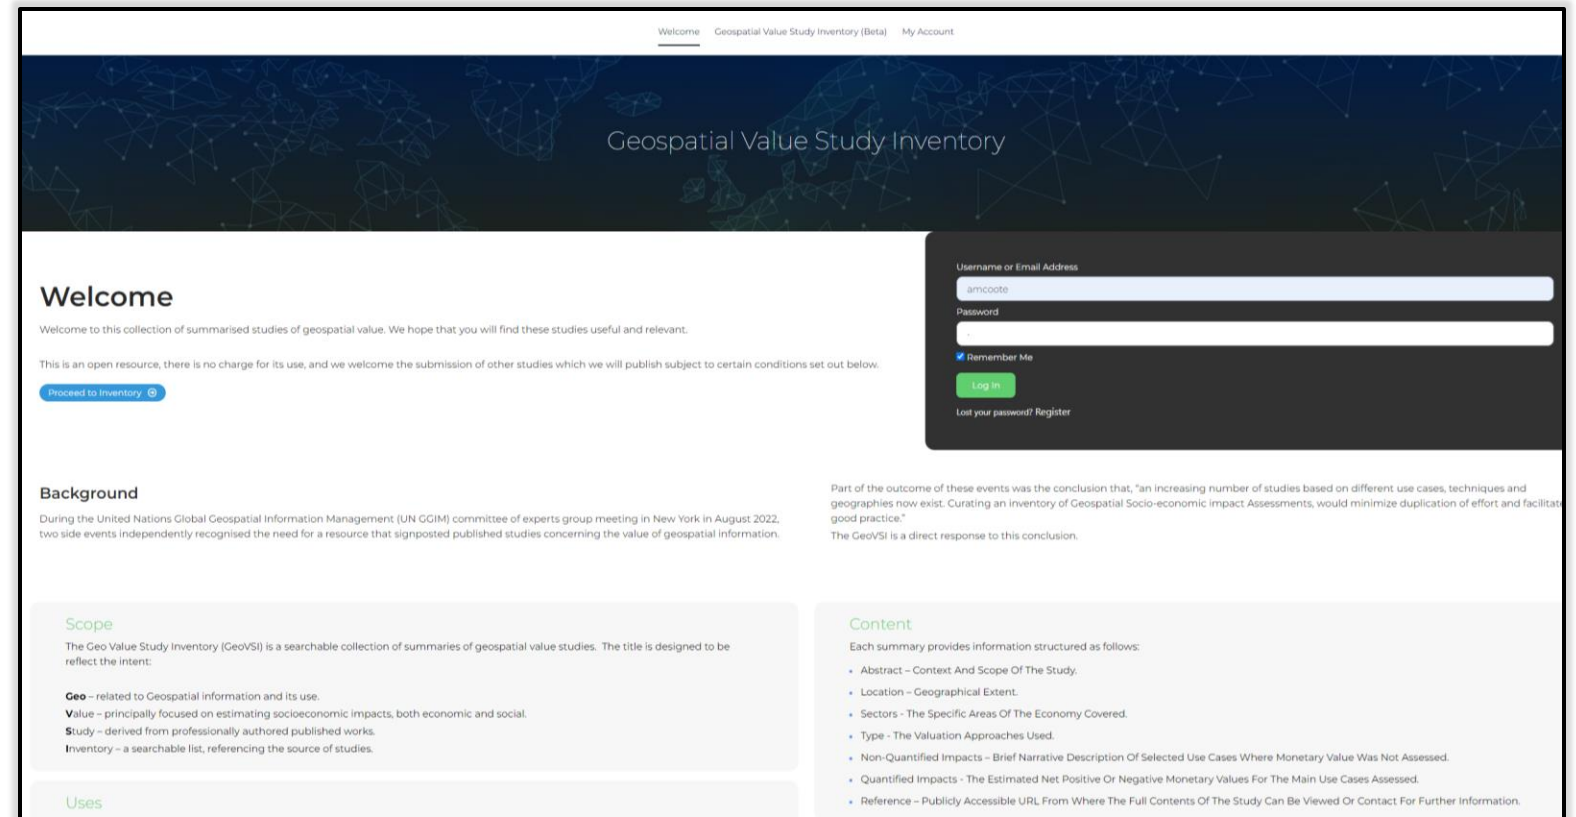 Welcome Geospatial Value Study Inventory (Beta) My Account
Geospatial Value Study Inventory
Welcome
Welcome to this collection of summarised studies of geospatial value. We hope that you will find these studies useful and relevant.
This is an open resource, there is no charge for its use, and we welcome the submission of other studies which we will publish subject to certain conditions set out below.
Proceed to Inventory
Username or Email Address
amcoote
Password
.
Remember Me
Log In
Lost your password? Register
Background
During the United Nations Global Geospatial Information Management (UN GGIM) committee of experts group meeting in New York in August 2022,
two side events independently recognised the need for a resource that signposted published studies concerning the value of geospatial information.
Part of the outcome of these events was the conclusion that, "an increasing number of studies based on different use cases, techniques and
geographies now exist. Curating an inventory of Geospatial Socio-economic impact Assessments, would minimize duplication of effort and facilitate
good practice."
The GeoVSI is a direct response to this conclusion.
Scope
The Geo Value Study Inventory (GeoVSI) is a searchable collection of summaries of geospatial value studies. The title is designed to be
reflect the intent:
Geo – related to Geospatial information and its use.
Value – principally focused on estimating socioeconomic impacts, both economic and social.
Study – derived from professionally authored published works.
Inventory – a searchable list, referencing the source of studies.
Uses
Content
Each summary provides information structured as follows:
• Abstract – Context And Scope Of The Study.
• Location – Geographical Extent.
• Sectors - The Specific Areas Of The Economy Covered.
• Type - The Valuation Approaches Used.
• Non-Quantified Impacts – Brief Narrative Description Of Selected Use Cases Where Monetary Value Was Not Assessed.
• Quantified Impacts - The Estimated Net Positive Or Negative Monetary Values For The Main Use Cases Assessed.
• Reference – Publicly Accessible URL From Where The Full Contents Of The Study Can Be Viewed Or Contact For Further Information.